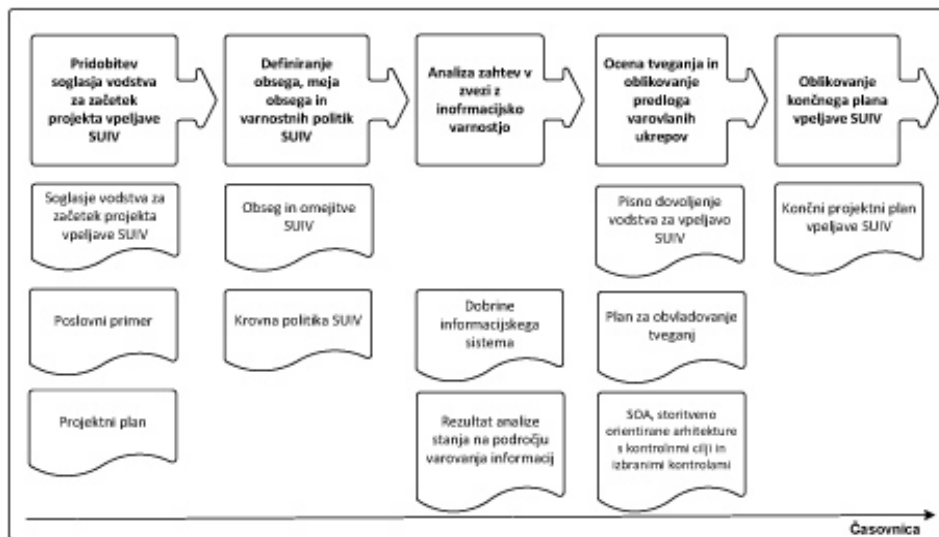 Pridobitev
soglasja vodstva
za začetek
projekta vpeljave
SUIV
Definiranje
obsega, meja
obsega in
varnostnih politik
SUIV
Analiza zahtev v
zvezi z
inofrmacijsko
varnostjo
Ocena tveganja in
oblikovanje
predloga
varovlanih
ukrepov
Oblikovanje
končnega plana
vpeljave SUIV
Soglasje vodstva za
začetek projekta
vpeljave SUIV
Obseg in omejitve
SUIV
Pisno dovoljenje
vodstva za vpeljavo
SUIV
Končni projektni plan
vpeljave SUIV
Poslovni primer
Krovna politika SUIV
Dobrine
informacijskega
sistema
Plan za obvladovanje
tveganj
Projektni plan
Rezultat analize
stanja na področju
varovanja informacij
SOA, storitveno
orientirane arhitekture
s kontrolnmi cilji in
izbranimi kontrolami
Časovnica